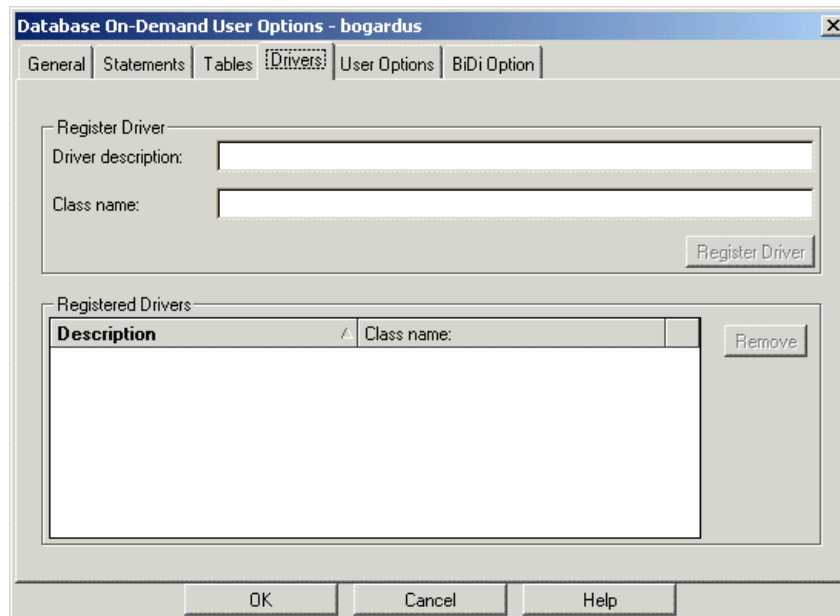 Database On-Demand User Options - bogardus
General Statements Tables Drivers User Options BiDi Option
Register Driver
Driver description:
Class name:
Register Driver
Registered Drivers
Description Class name:
Remove
OK Cancel Help